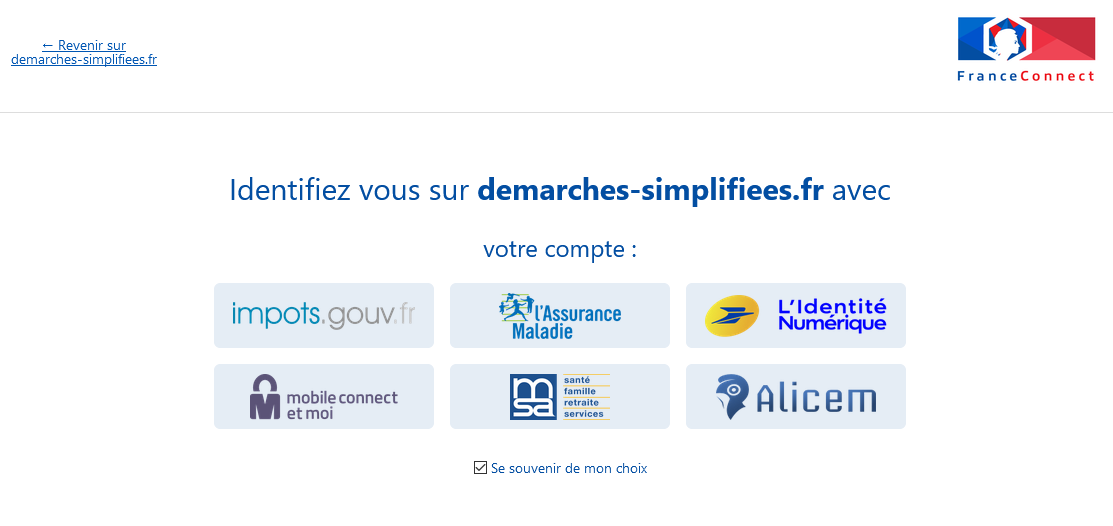 ← Revenir sur
demarches-simplifiees.fr
FranceConnect
Identifiez vous sur demarches-simplifiees.fr avec
votre compte :
impots.gouv.fr
l'Assurance
Maladie
L'Identité
Numérique
mobile connect
et moi
msa
santé
famille
retraite
services
Alicem
Se souvenir de mon choix